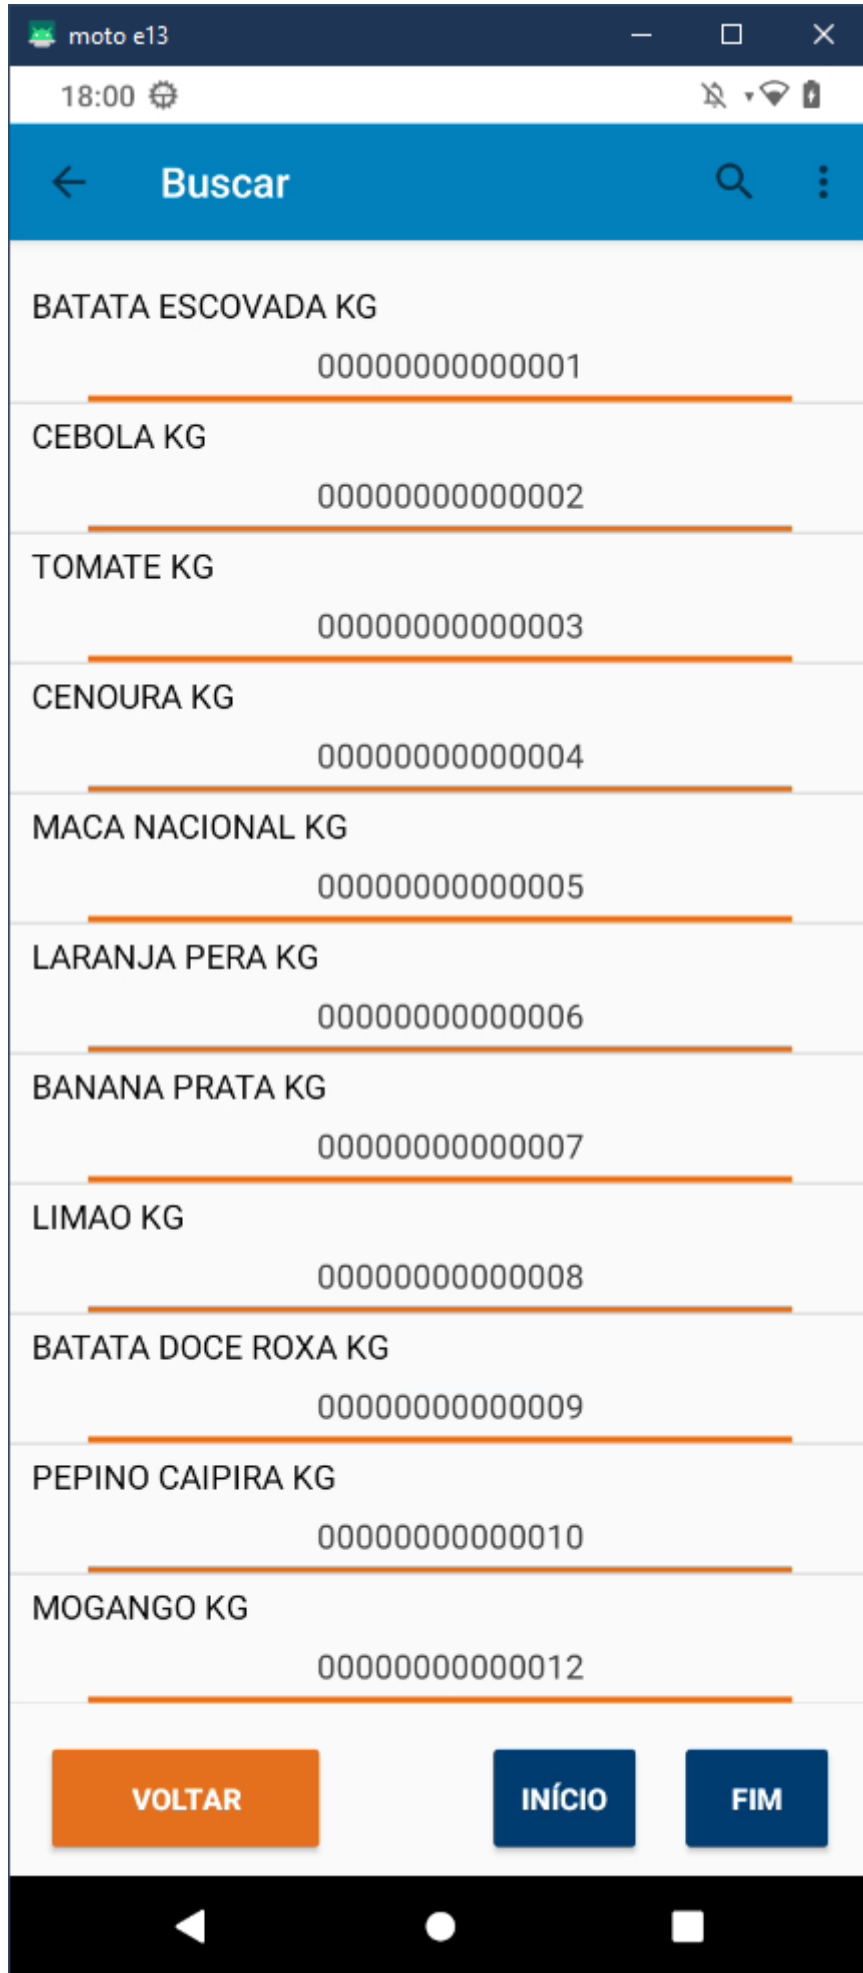 moto e13
18:00
Buscar
BATATA ESCOVADA KG
00000000000001
CEBOLA KG
00000000000002
TOMATE KG
00000000000003
CENOURA KG
00000000000004
MACA NACIONAL KG
00000000000005
LARANJA PERA KG
00000000000006
BANANA PRATA KG
00000000000007
LIMAO KG
00000000000008
BATATA DOCE ROXA KG
00000000000009
PEPINO CAIPIRA KG
00000000000010
MOGANGO KG
00000000000012
VOLTAR INÍCIO FIM